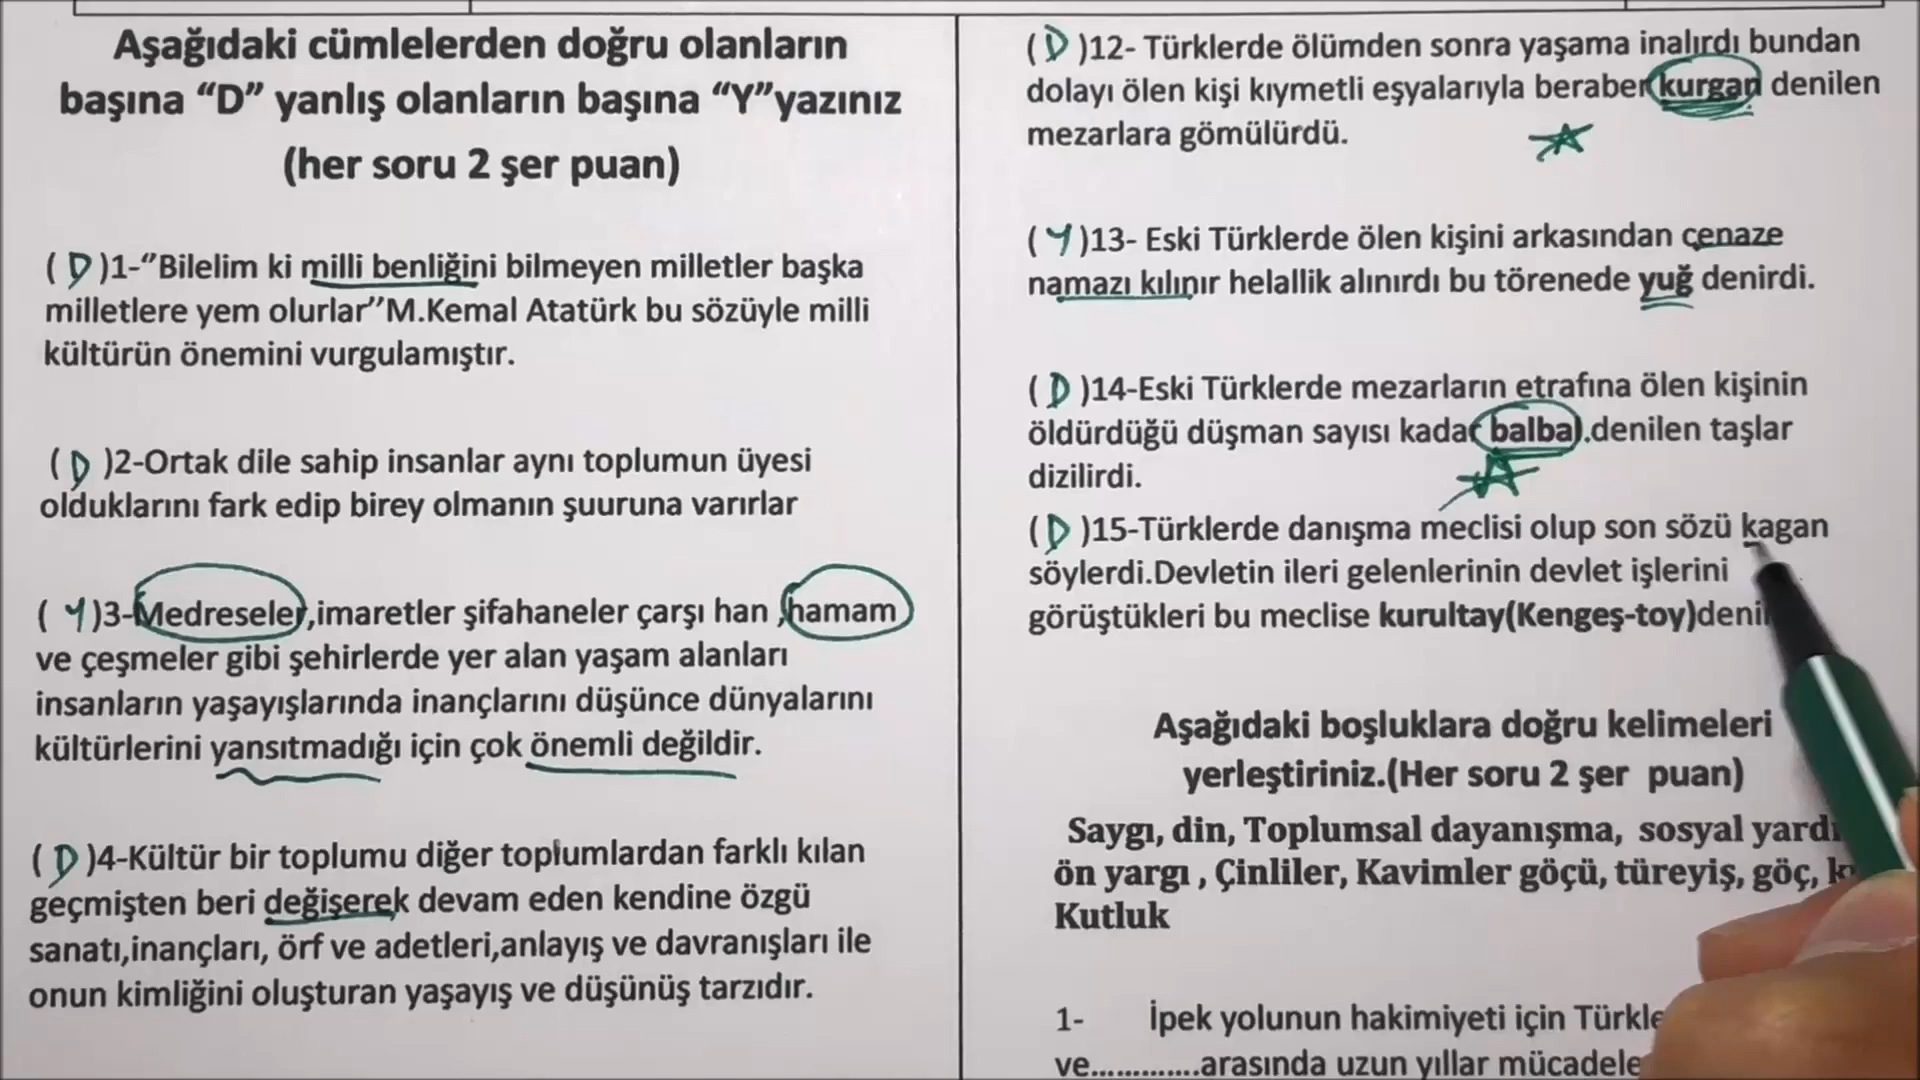 Aşağıdaki cümlelerden doğru olanların
başına “D” yanlış olanların başına “Y”yazınız
(her soru 2 şer puan)
( D )1-”Bilelim ki milli benliğini bilmeyen milletler başka
milletlere yem olurlar”M.Kemal Atatürk bu sözüyle milli
kültürün önemini vurgulamıştır.
( D )2-Ortak dile sahip insanlar aynı toplumun üyesi
olduklarını fark edip birey olmanın şuuruna varırlar
( Y )3-Medreseler,imaretler şifahaneler çarşı han ,hamam
ve çeşmeler gibi şehirlerde yer alan yaşam alanları
insanların yaşayışlarında inançlarını düşünce dünyalarını
kültürlerini yansıtmadığı için çok önemli değildir.
( D )4-Kültür bir toplumu diğer toplumlardan farklı kılan
geçmişten beri değişerek devam eden kendine özgü
sanatı,inançları, örf ve adetleri,anlayış ve davranışları ile
onun kimliğini oluşturan yaşayış ve düşünüş tarzıdır.
( D )12- Türklerde ölümden sonra yaşama inalırdı bundan
dolayı ölen kişi kıymetli eşyalarıyla beraber kurgan denilen
mezarlara gömülürdü.
( Y )13- Eski Türklerde ölen kişini arkasından cenaze
namazı kılınır helallik alınırdı bu törenede yuğ denirdi.
( D )14-Eski Türklerde mezarların etrafına ölen kişinin
öldürdüğü düşman sayısı kadar balbal.denilen taşlar
dizilirdi.
( D )15-Türklerde danışma meclisi olup son sözü kagan
söylerdi.Devletin ileri gelenlerinin devlet işlerini
görüştükleri bu meclise kurultay(Kengeş-toy)
Aşağıdaki boşluklara doğru kelimeleri
yerleştiriniz.(Her soru 2 şer puan)
Saygı, din, Toplumsal dayanışma, sosyal
ön yargı , Çinliler, Kavimler göçü, türeyiş, göç,
Kutluk
1- İpek yolunun hakimiyeti için
ve.............arasında uzun yıllar